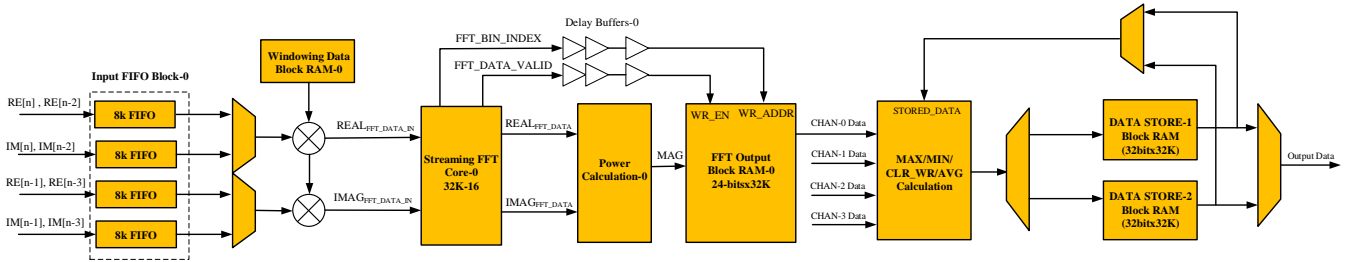 Input FIFO Block-0
RE[n] , RE[n-2]
IM[n], IM[n-2]
RE[n-1], RE[n-3]
IM[n-1], IM[n-3]
8k FIFO
8k FIFO
8k FIFO
8k FIFO
Windowing Data
Block RAM-0
REALFFT_DATA_IN
IMAGFFT_DATA_IN
FFT_BIN_INDEX
FFT_DATA_VALID
Delay Buffers-0
Streaming FFT
Core-0
32K-16
REALFFT_DATA
IMAGFFT_DATA
Power
Calculation-0
MAG
WR_EN
WR_ADDR
FFT Output
Block RAM-0
24-bitsx32K
CHAN-0 Data
CHAN-1 Data
CHAN-2 Data
CHAN-3 Data
STORED_DATA
MAX/MIN/
CLR_WR/AVG
Calculation
DATA STORE-1
Block RAM
(32bitx32K)
DATA STORE-2
Block RAM
(32bitx32K)
Output Data